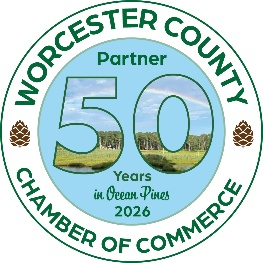 WORCESTER COUNTY
Partner
50
Years
in Ocean Pines
2026
CHAMBER OF COMMERCE